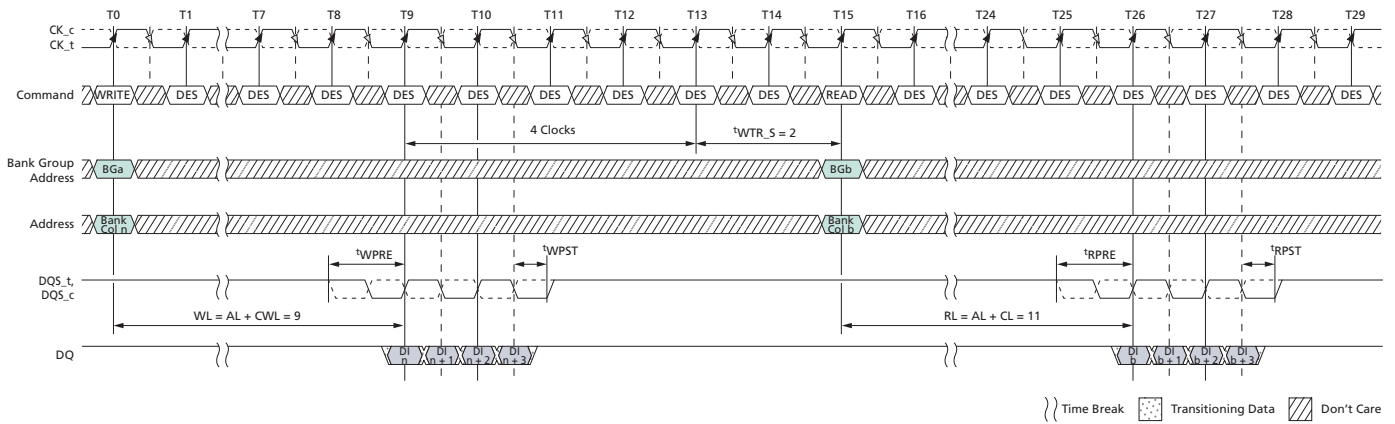 T0 T1 T7 T8 T9 T10 T11 T12 T13 T14 T15 T16 T24 T25 T26 T27 T28 T29
CK_c
CK_t
Command WRITE DES DES DES DES DES DES DES DES DES READ DES DES DES DES DES DES DES
4 Clocks tWTR_S = 2
Bank Group
Address BGa BGb
Address Bank Col n Bank Col b
tWPRE tWPST tRPRE tRPST
DQS_t,
DQS_c
WL = AL + CWL = 9 RL = AL + CL = 11
DQ DI n DI n + 1 DI n + 2 DI n + 3 DI b DI b + 1 DI b + 2 DI b + 3
Time Break Transitioning Data Don't Care